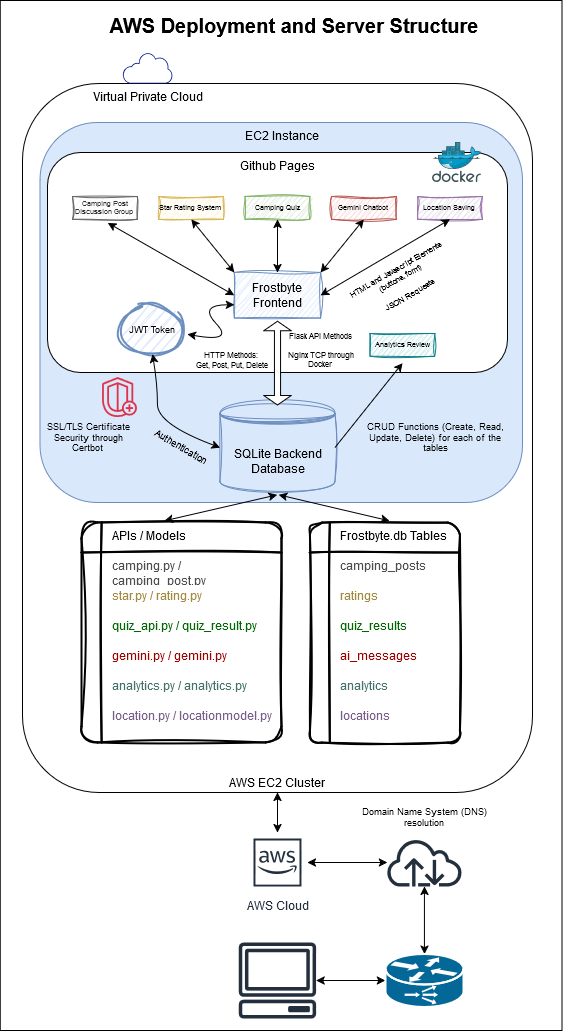 AWS Deployment and Server Structure
Virtual Private Cloud
EC2 Instance
Github Pages
docker
Camping Post
Discussion Group
Star Rating System
Camping Quiz
Gemini Chatbot
Location Saving
Frostbyte
Frontend
HTML and Javascript Elements
(buttons, form)
JSON Requests
JWT Token
Flask API Methods
HTTP Methods:
Get, Post, Put, Delete
Nginx TCP through
Docker
Analytics Review
SSL/TLS Certificate
Security through
Certbot
Authentication
SQLite Backend
Database
CRUD Functions (Create, Read,
Update, Delete) for each of the
tables
APIs / Models
camping.py /
camping_post.py
star.py / rating.py
quiz_api.py / quiz_result.py
gemini.py / gemini.py
analytics.py / analytics.py
location.py / locationmodel.py
Frostbyte.db Tables
camping_posts
ratings
quiz_results
ai_messages
analytics
locations
AWS EC2 Cluster
Domain Name System (DNS)
resolution
aws
AWS Cloud